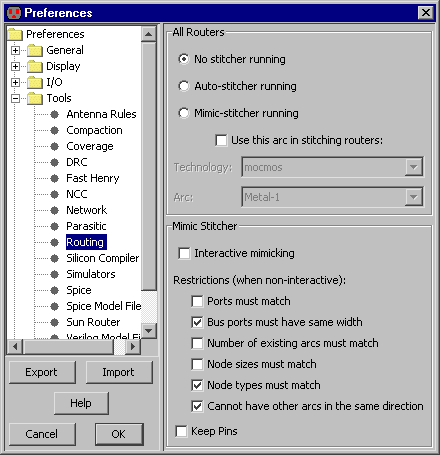 Preferences
Preferences
General
Display
I/O
Tools
Antenna Rules
Compaction
Coverage
DRC
Fast Henry
NCC
Network
Parasitic
Routing
Silicon Compiler
Simulators
Spice
Spice Model File
Sun Router
Verilog Model File
Export
Import
Help
Cancel
OK
All Routers
No stitcher running
Auto-stitcher running
Mimic-stitcher running
Use this arc in stitching routers:
Technology: mocmos
Arc: Metal-1
Mimic Stitcher
Interactive mimicking
Restrictions (when non-interactive):
Ports must match
Bus ports must have same width
Number of existing arcs must match
Node sizes must match
Node types must match
Cannot have other arcs in the same direction
Keep Pins